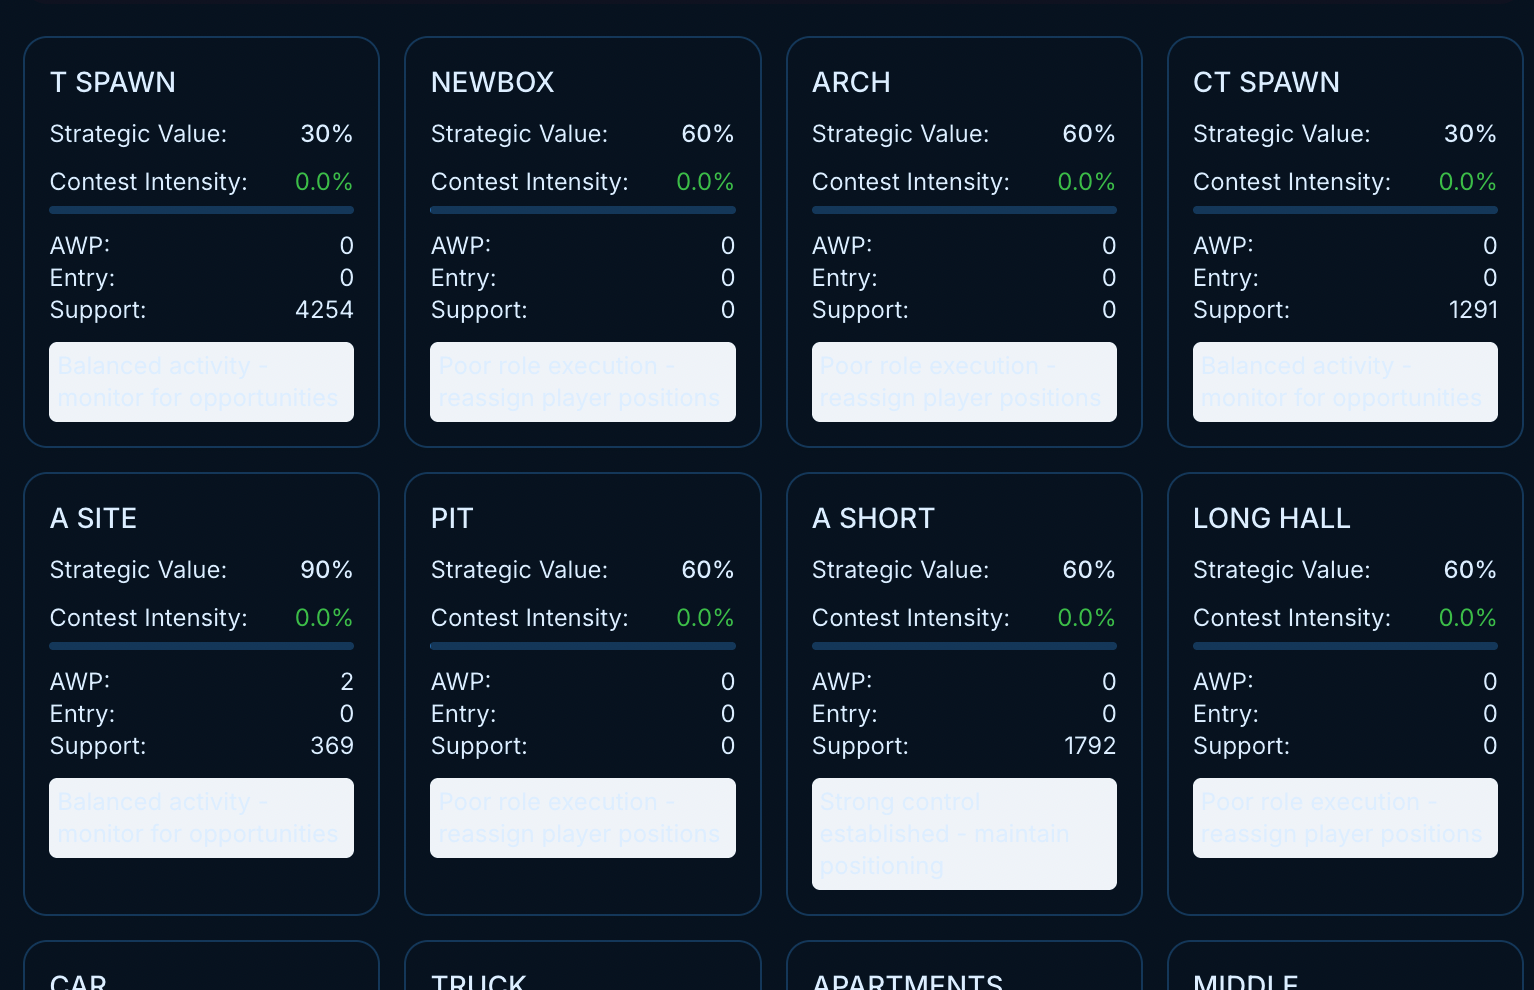 T SPAWN
Strategic Value: 30%
Contest Intensity: 0.0%
AWP: 0
Entry: 0
Support: 4254
Balanced activity -
monitor for opportunities
NEWBOX
Strategic Value: 60%
Contest Intensity: 0.0%
AWP: 0
Entry: 0
Support: 0
Poor role execution -
reassign player positions
ARCH
Strategic Value: 60%
Contest Intensity: 0.0%
AWP: 0
Entry: 0
Support: 0
Poor role execution -
reassign player positions
CT SPAWN
Strategic Value: 30%
Contest Intensity: 0.0%
AWP: 0
Entry: 0
Support: 1291
Balanced activity -
monitor for opportunities
A SITE
Strategic Value: 90%
Contest Intensity: 0.0%
AWP: 2
Entry: 0
Support: 369
Balanced activity -
monitor for opportunities
PIT
Strategic Value: 60%
Contest Intensity: 0.0%
AWP: 0
Entry: 0
Support: 0
Poor role execution -
reassign player positions
A SHORT
Strategic Value: 60%
Contest Intensity: 0.0%
AWP: 0
Entry: 0
Support: 1792
Strong control
established - maintain
positioning
LONG HALL
Strategic Value: 60%
Contest Intensity: 0.0%
AWP: 0
Entry: 0
Support: 0
Poor role execution -
reassign player positions
CAR
TRUCK
APARTMENTS
MIDDLE